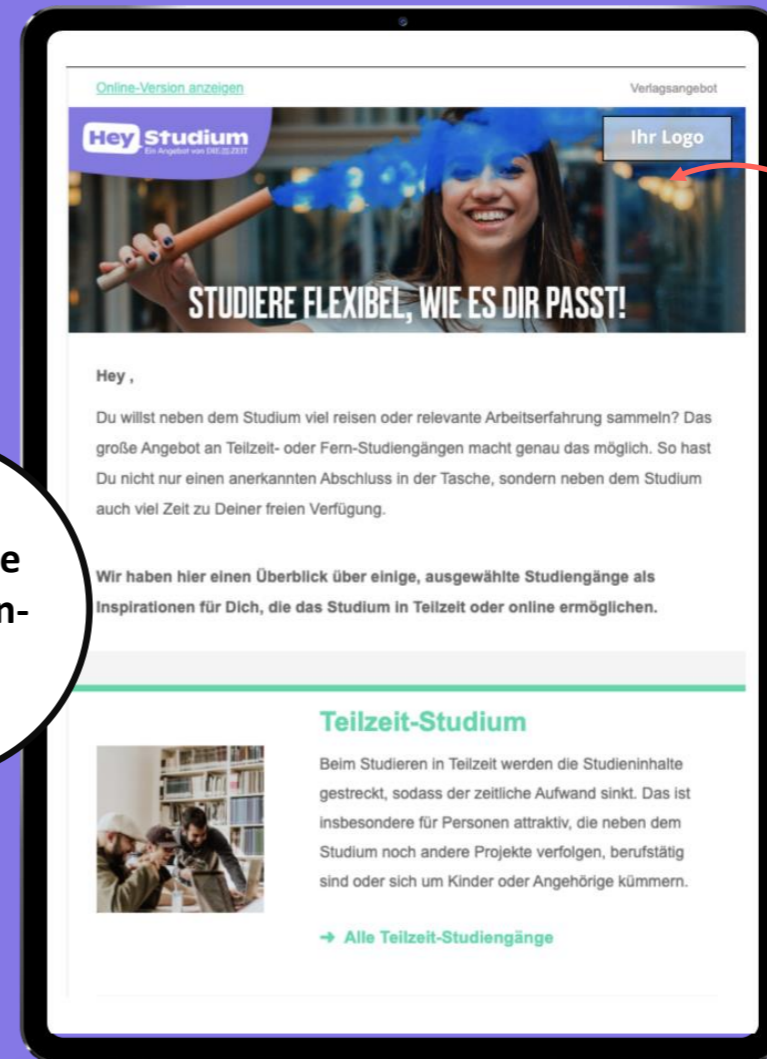 Online-Version anzeigen
Verlagsangebot
Hey Studium
Ein Angebot von DIE ZEIT
Ihr Logo
STUDIERE FLEXIBEL, WIE ES DIR PASST!
Hey ,
Du willst neben dem Studium viel reisen oder relevante Arbeitserfahrung sammeln? Das
große Angebot an Teilzeit- oder Fern-Studiengängen macht genau das möglich. So hast
Du nicht nur einen anerkannten Abschluss in der Tasche, sondern neben dem Studium
auch viel Zeit zu Deiner freien Verfügung.
e
n-
Wir haben hier einen Überblick über einige, ausgewählte Studiengänge als
Inspirationen für Dich, die das Studium in Teilzeit oder online ermöglichen.
Teilzeit-Studium
Beim Studieren in Teilzeit werden die Studieninhalte
gestreckt, sodass der zeitliche Aufwand sinkt. Das ist
insbesondere für Personen attraktiv, die neben dem
Studium noch andere Projekte verfolgen, berufstätig
sind oder sich um Kinder oder Angehörige kümmern.
➜ Alle Teilzeit-Studiengänge